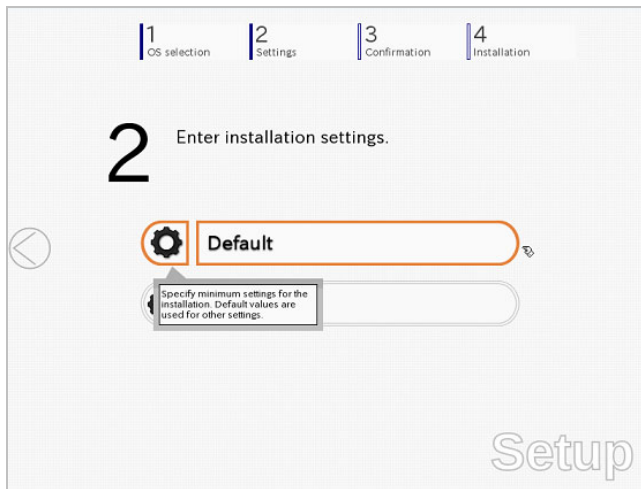 1
OS selection
2
Settings
3
Confirmation
4
Installation
2
Enter installation settings.
Default
Specify minimum settings for the
installation. Default values are
used for other settings.
Setup